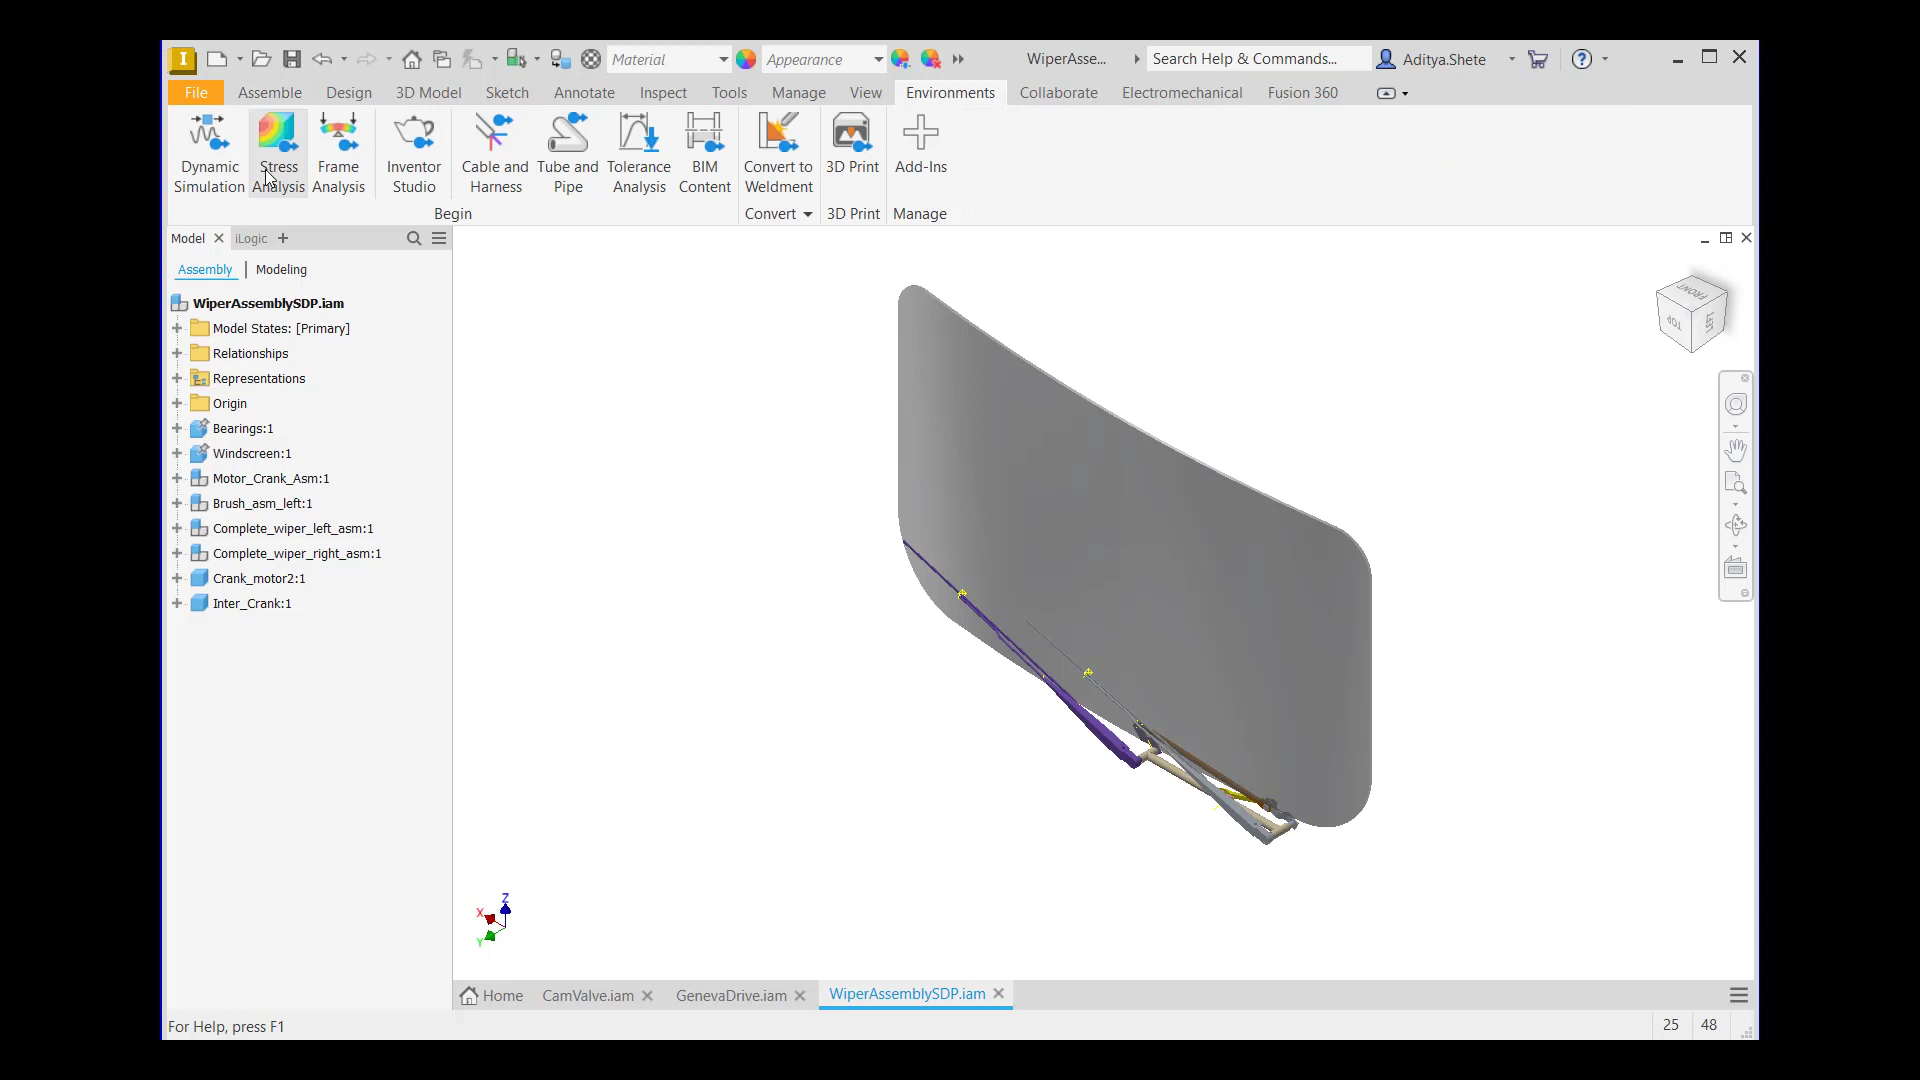 I
Material
Appearance
WiperAsse...
Search Help & Commands...
Aditya.Shete
File
Assemble
Design
3D Model
Sketch
Annotate
Inspect
Tools
Manage
View
Environments
Collaborate
Electromechanical
Fusion 360
Dynamic
Simulation
Stress
Analysis
Frame
Analysis
Inventor
Studio
Cable and
Harness
Tube and
Pipe
Tolerance
Analysis
BIM
Content
Convert to
Weldment
3D Print
Add-Ins
Begin
Convert
3D Print
Manage
Model
iLogic
Assembly
Modeling
WiperAssemblySDP.iam
Model States: [Primary]
Relationships
Representations
Origin
Bearings:1
Windscreen:1
Motor_Crank_Asm:1
Brush_asm_left:1
Complete_wiper_left_asm:1
Complete_wiper_right_asm:1
Crank_motor2:1
Inter_Crank:1
FRONT
TOP
Z
X
Y
Home
CamValve.iam
GenevaDrive.iam
WiperAssemblySDP.iam
For Help, press F1
25
48